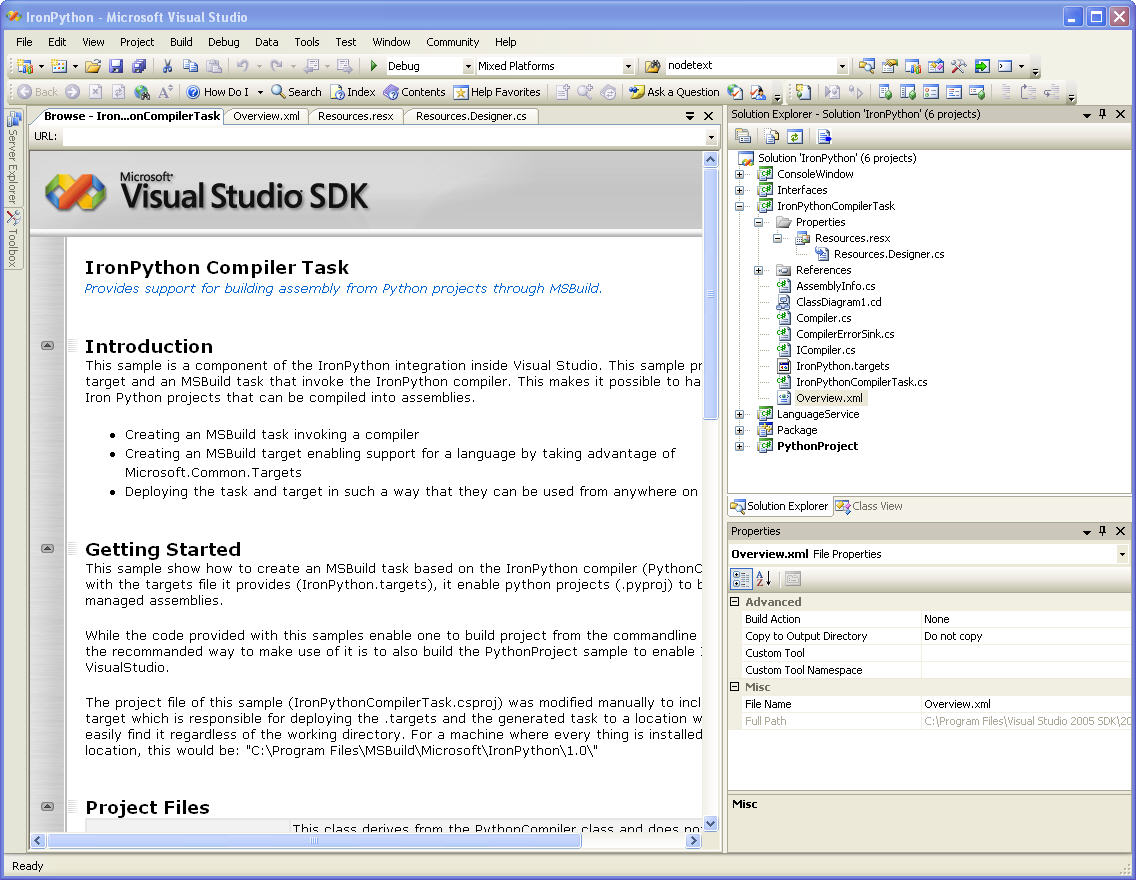 IronPython - Microsoft Visual Studio
File Edit View Project Build Debug Data Tools Test Window Community Help
Debug Mixed Platforms nodetext
Back How Do I Search Index Contents Help Favorites Ask a Question
Browse - Iron...onCompilerTask Overview.xml Resources.resx Resources.Designer.cs
URL:
Server Explorer
Toolbox
Microsoft®
Visual Studio SDK
IronPython Compiler Task
Provides support for building assembly from Python projects through MSBuild.
Introduction
This sample is a component of the IronPython integration inside Visual Studio. This sample pr
target and an MSBuild task that invoke the IronPython compiler. This makes it possible to ha
Iron Python projects that can be compiled into assemblies.
• Creating an MSBuild task invoking a compiler
• Creating an MSBuild target enabling support for a language by taking advantage of
Microsoft.Common.Targets
• Deploying the task and target in such a way that they can be used from anywhere on
Getting Started
This sample show how to create an MSBuild task based on the IronPython compiler (PythonC
with the targets file it provides (IronPython.targets), it enable python projects (.pyproj) to b
managed assemblies.
While the code provided with this samples enable one to build project from the commandline
the recommanded way to make use of it is to also build the PythonProject sample to enable
VisualStudio.
The project file of this sample (IronPythonCompilerTask.csproj) was modified manually to incl
target which is responsible for deploying the .targets and the generated task to a location w
easily find it regardless of the working directory. For a machine where every thing is installed
location, this would be: "C:\Program Files\MSBuild\Microsoft\IronPython\1.0\"
Project Files
This class derives from the PythonCompiler class and does no
Solution Explorer - Solution 'IronPython' (6 projects)
Solution 'IronPython' (6 projects)
ConsoleWindow
Interfaces
IronPythonCompilerTask
Properties
Resources.resx
Resources.Designer.cs
References
AssemblyInfo.cs
ClassDiagram1.cd
Compiler.cs
CompilerErrorSink.cs
ICompiler.cs
IronPython.targets
IronPythonCompilerTask.cs
Overview.xml
LanguageService
Package
PythonProject
Solution Explorer Class View
Properties
Overview.xml File Properties
Advanced
Build Action None
Copy to Output Directory Do not copy
Custom Tool
Custom Tool Namespace
Misc
File Name Overview.xml
Full Path C:\Program Files\Visual Studio 2005 SDK\20
Misc
Ready